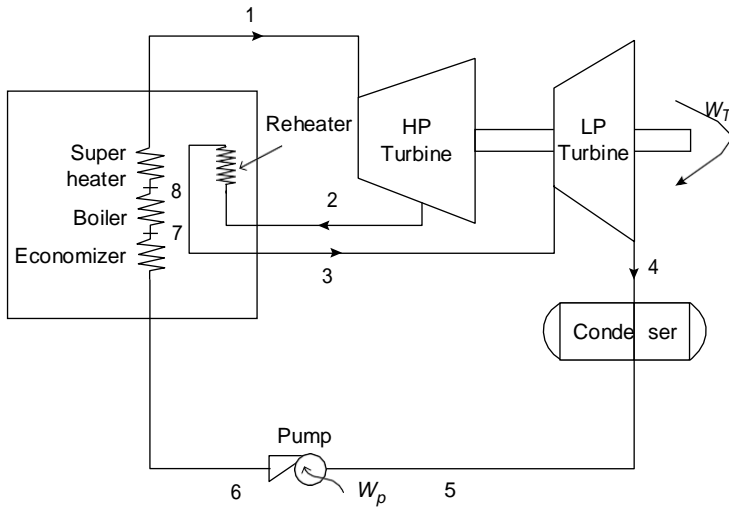 1
Reheater
HP
Turbine
LP
Turbine
W_T
Super
heater
8
Boiler
7
Economizer
2
3
4
Conde ser
Pump
6
W_p
5